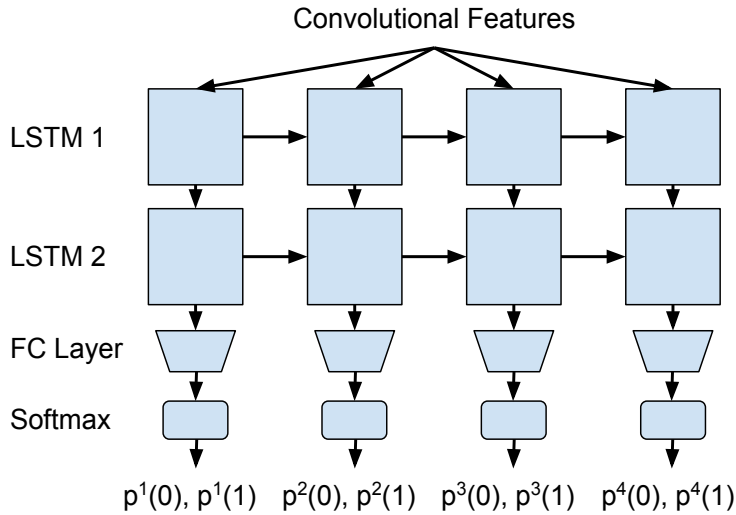 Convolutional Features
LSTM 1
LSTM 2
FC Layer
Softmax
p¹(0), p¹(1) p²(0), p²(1) p³(0), p³(1) p⁴(0), p⁴(1)